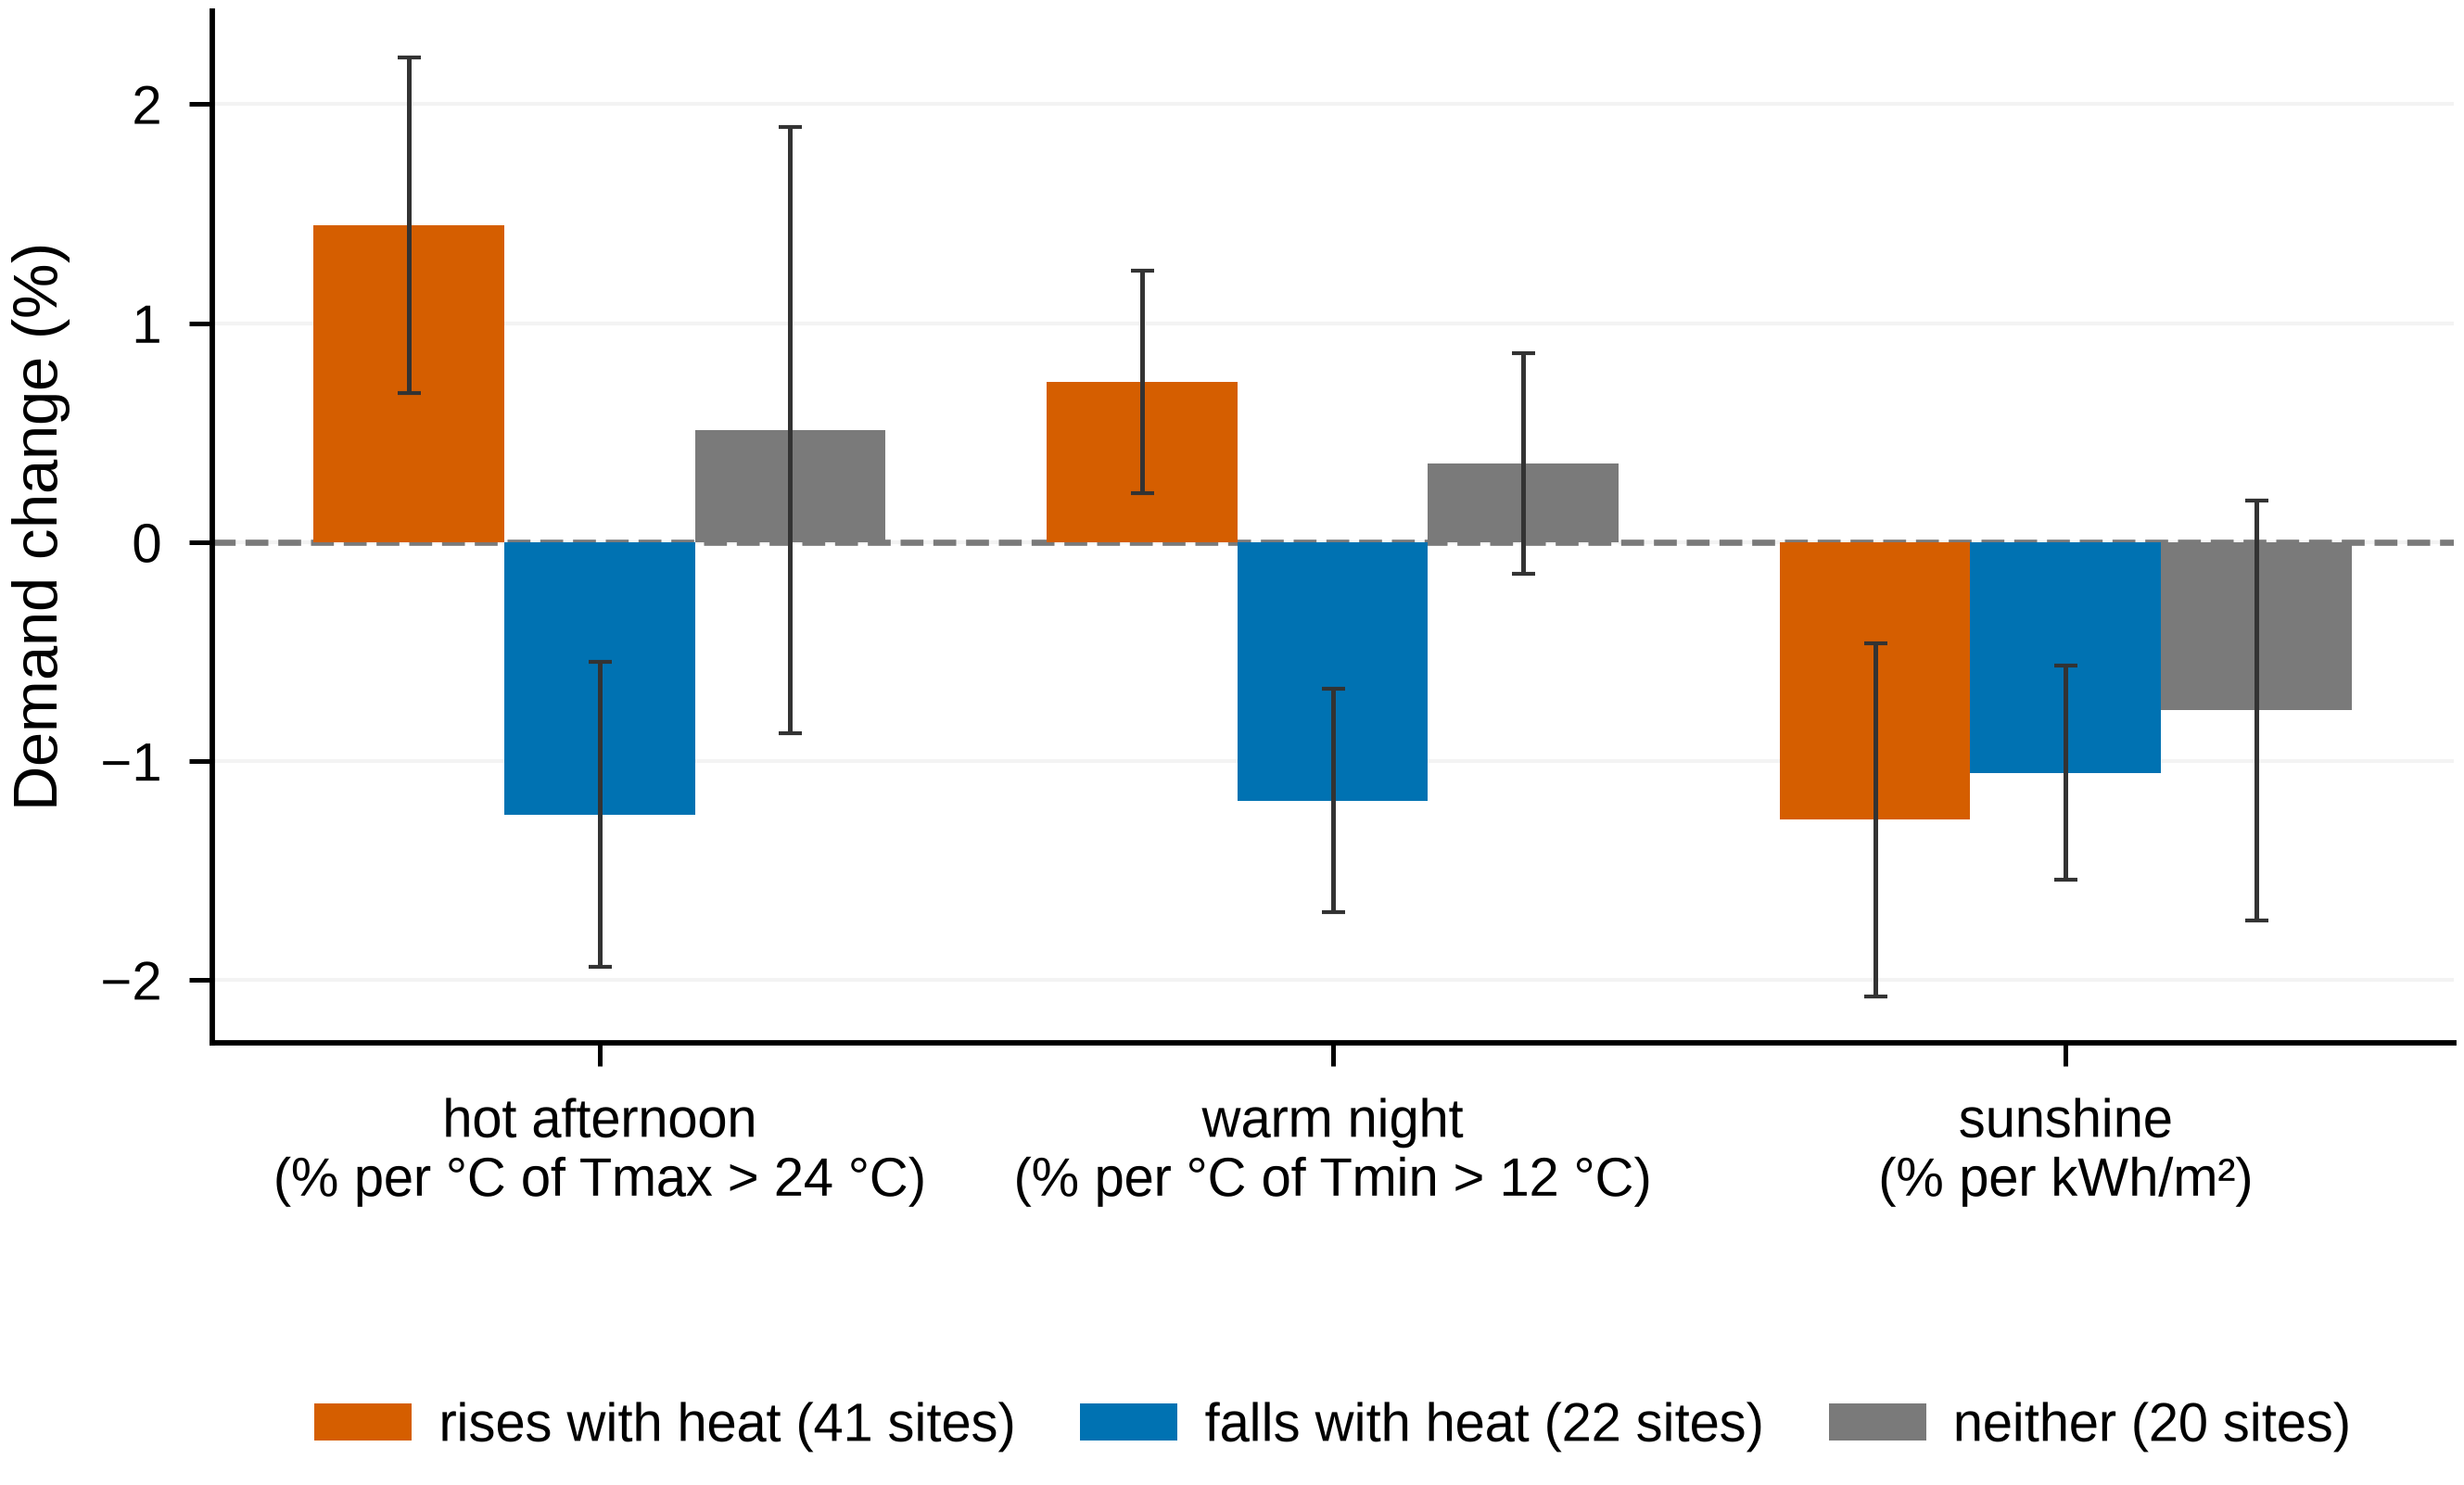 Demand change (%)
2
1
0
−1
−2
hot afternoon
(% per °C of Tmax > 24 °C)
warm night
(% per °C of Tmin > 12 °C)
sunshine
(% per kWh/m²)
rises with heat (41 sites)
falls with heat (22 sites)
neither (20 sites)